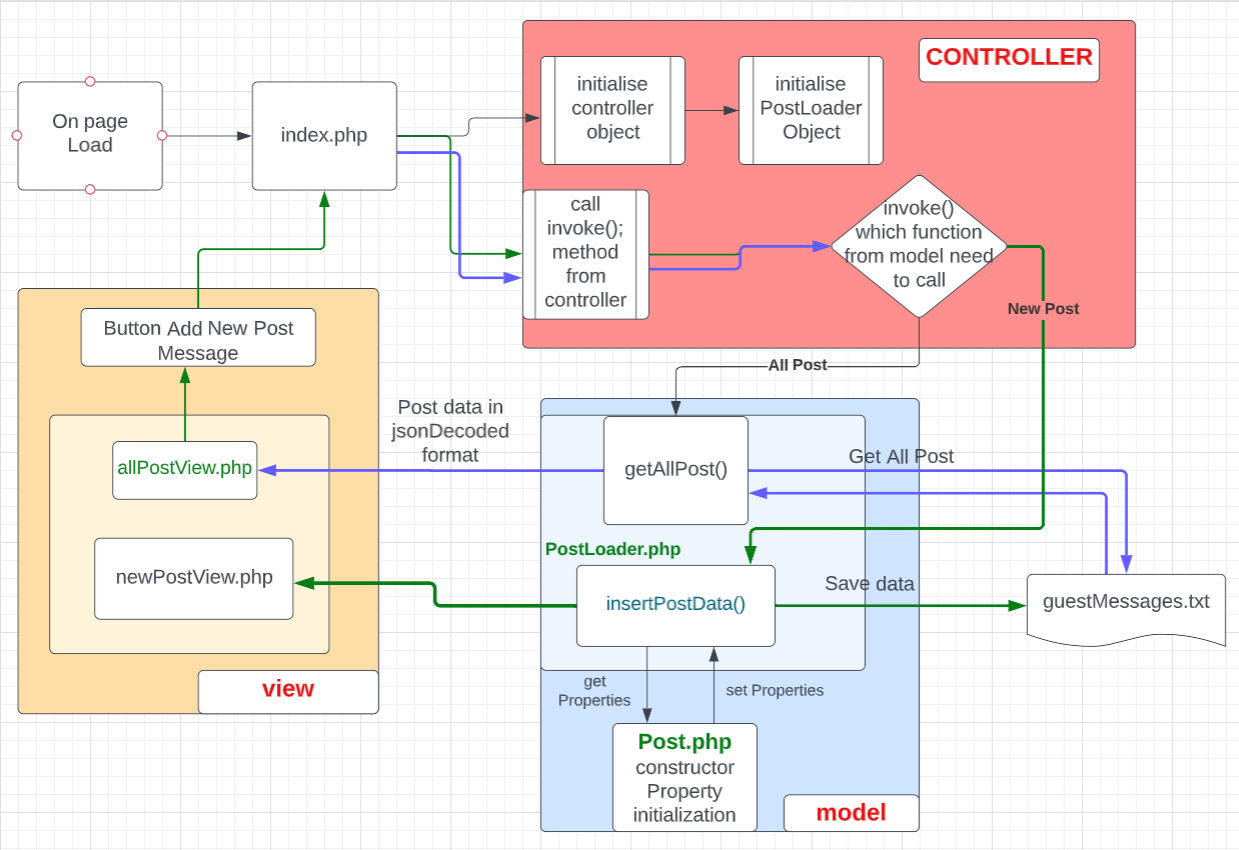 CONTROLLER
On page
Load
index.php
initialise
controller
object
initialise
PostLoader
Object
call
invoke();
method
from
controller
invoke()
which function
from model need
to call
New Post
All Post
Button Add New Post
Message
Post data in
jsonDecoded
format
allPostView.php
getAllPost()
Get All Post
PostLoader.php
newPostView.php
insertPostData()
Save data
guestMessages.txt
view
get
Properties
set Properties
Post.php
constructor
Property
initialization
model